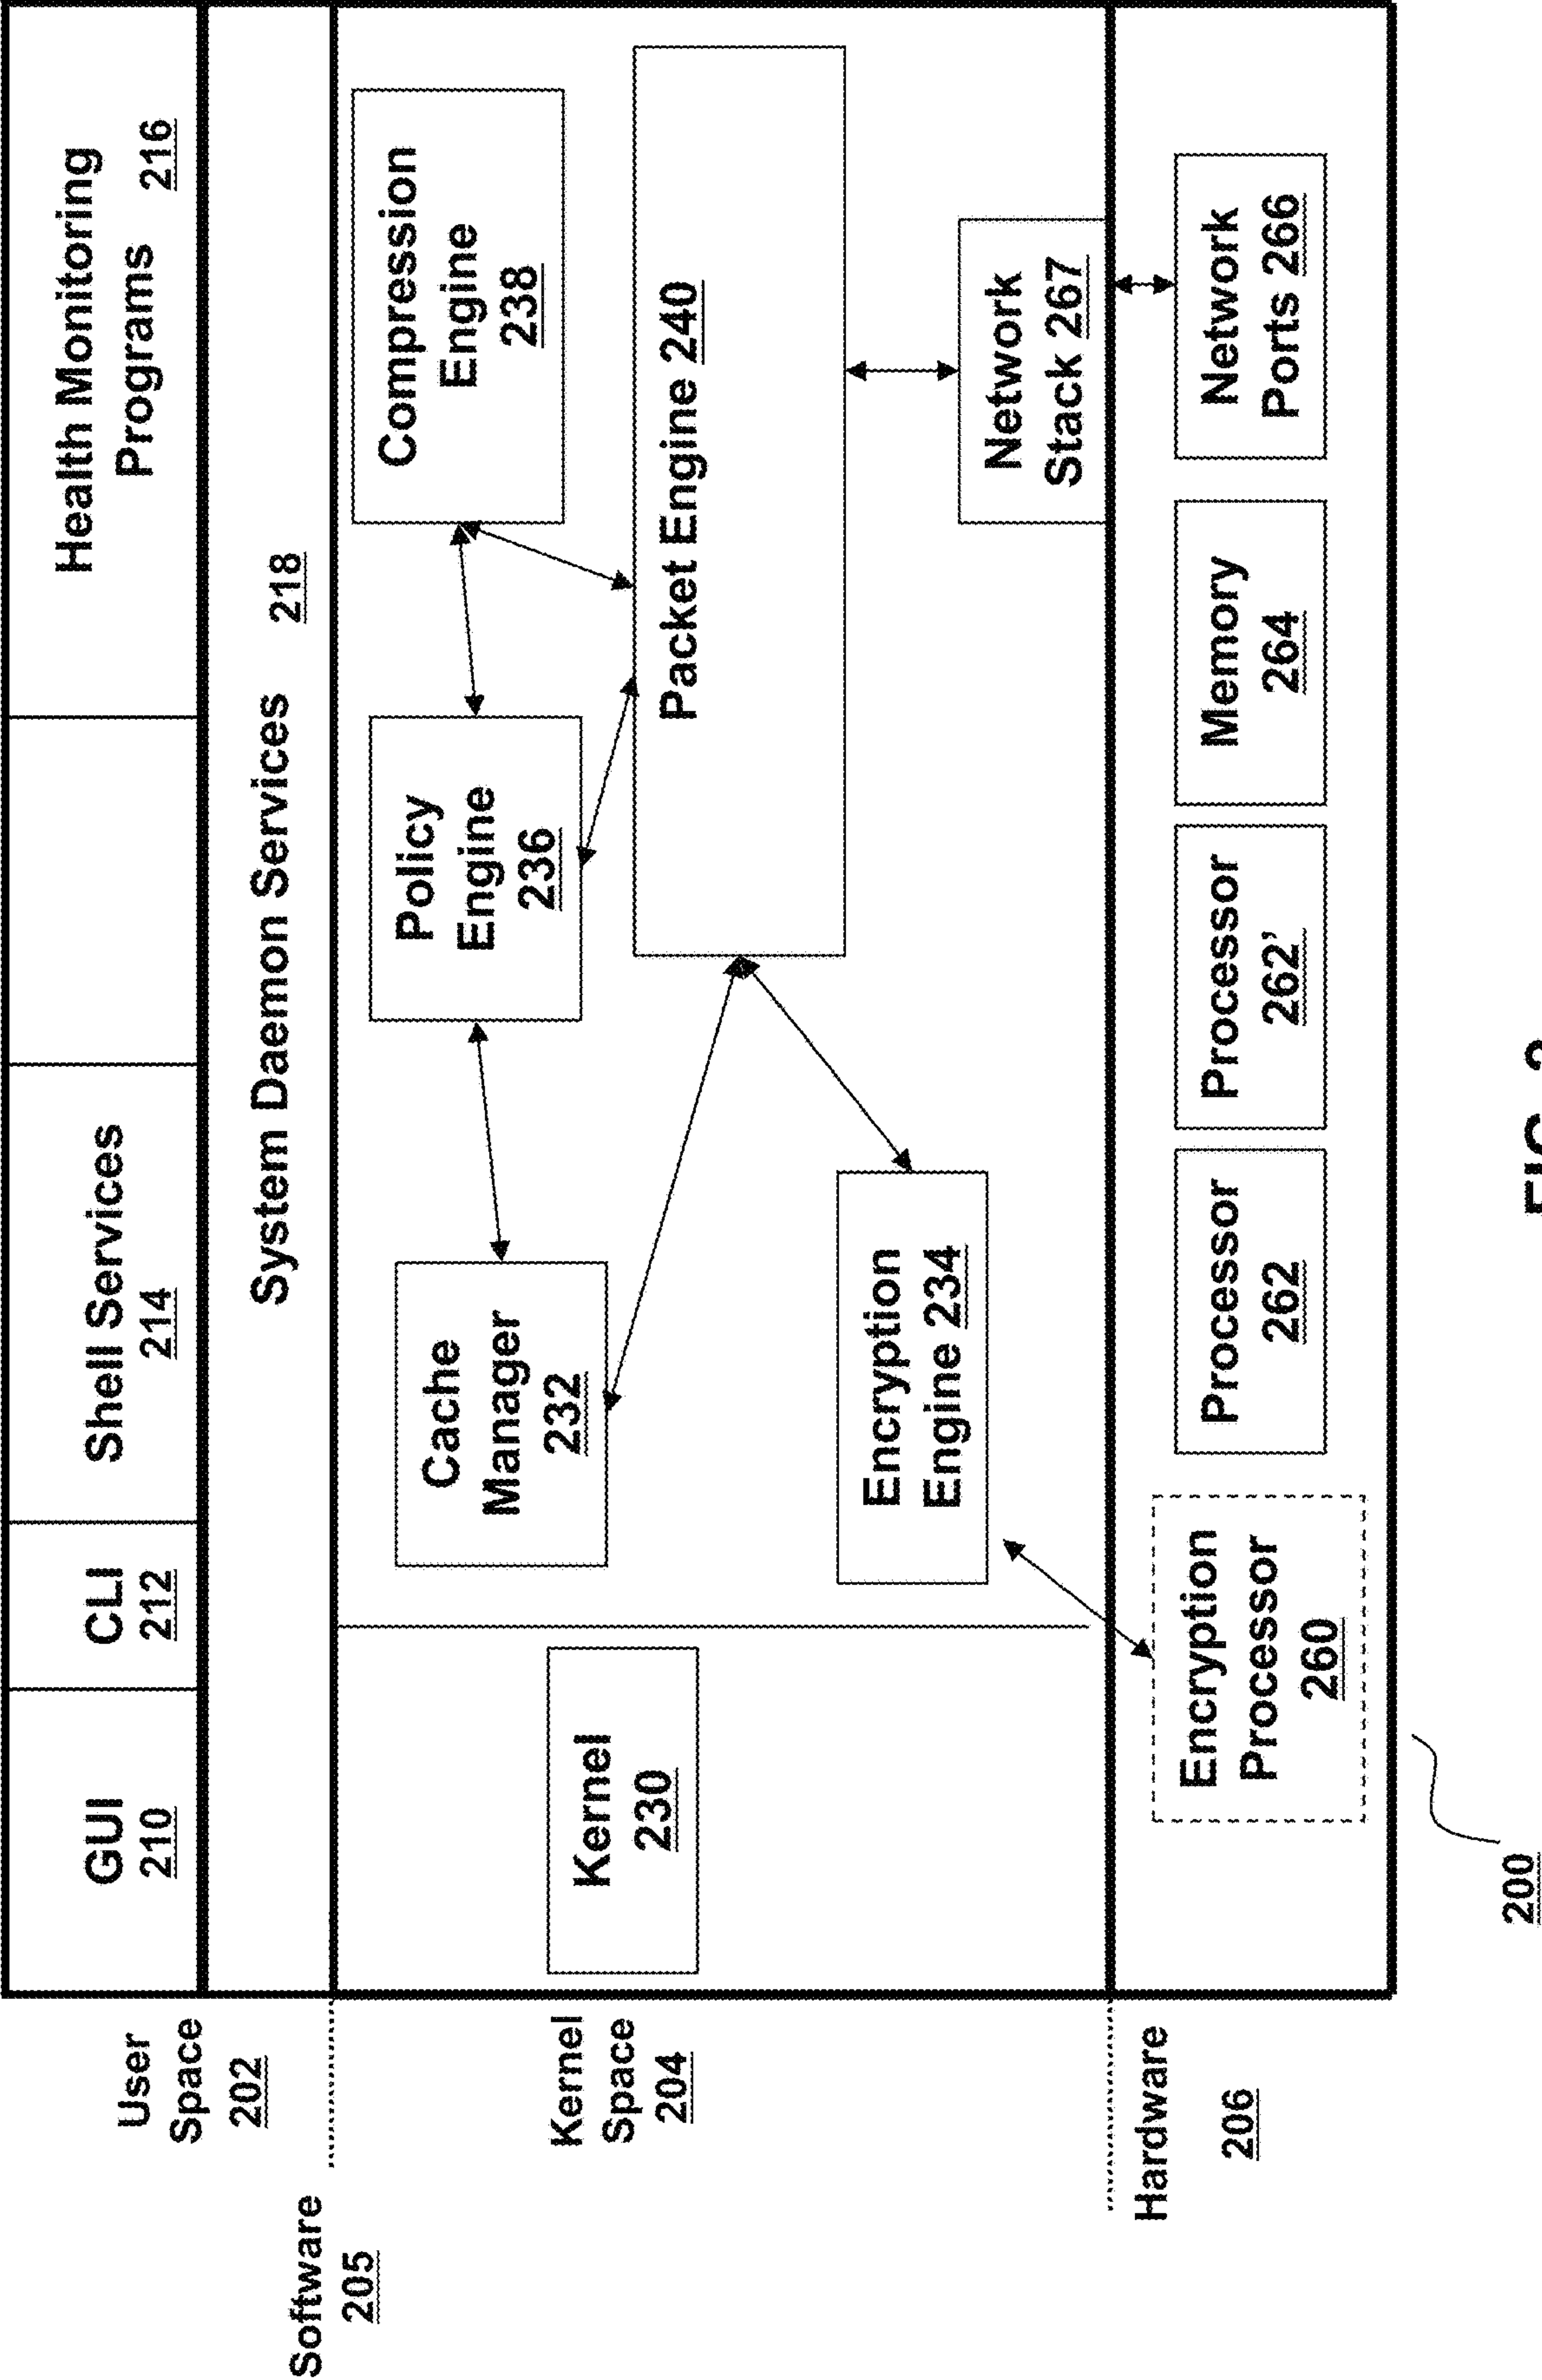 User
Space
202
Software
205
Kernel
Space
204
Hardware
206
GUI
210
CLI
212
Shell Services
214
Health Monitoring
Programs 216
System Daemon Services 218
Kernel
230
Cache
Manager
232
Policy
Engine
236
Compression
Engine
238
Packet Engine 240
Encryption
Engine 234
Network
Stack 267
Encryption
Processor
260
Processor
262
Processor
262’
Memory
264
Network
Ports 266
200